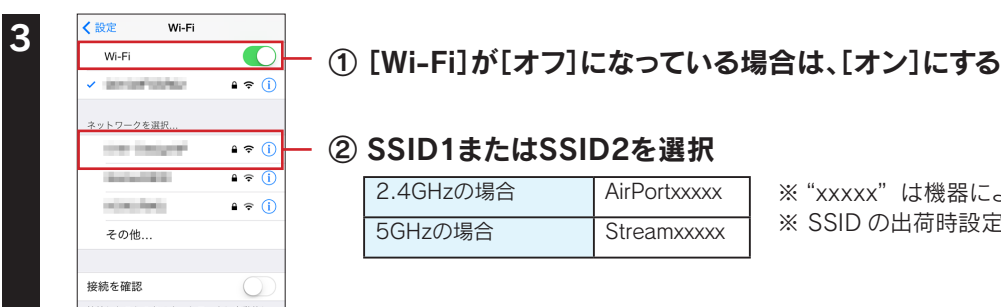 3
設定 Wi-Fi
Wi-Fi
ネットワークを選択...
その他...
接続を確認
① [Wi-Fi]が[オフ]になっている場合は、[オン]にする
② SSID1またはSSID2を選択
2.4GHzの場合 AirPortxxxxx
5GHzの場合 Streamxxxxx
※ “xxxxx” は機器によ
※ SSID の出荷時設定